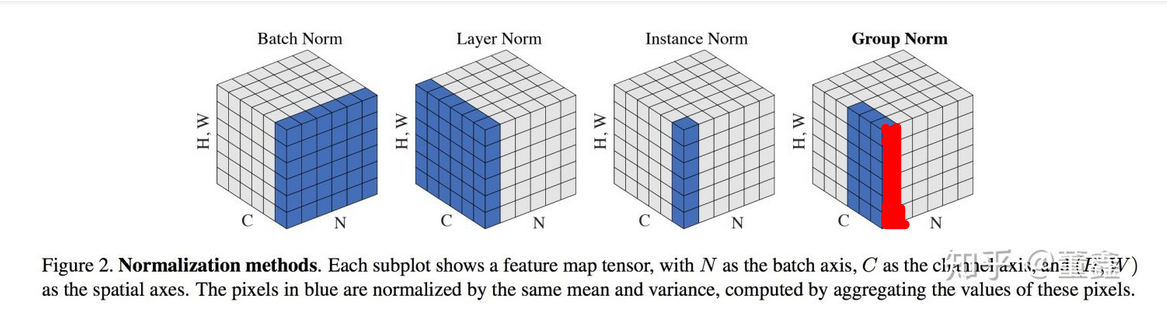 Batch Norm
Layer Norm
Instance Norm
Group Norm
H, W
H, W
H, W
H, W
C
N
C
N
C
N
C
N
Figure 2. Normalization methods. Each subplot shows a feature map tensor, with N as the batch axis, C as the channel axis, and (H, W)
as the spatial axes. The pixels in blue are normalized by the same mean and variance, computed by aggregating the values of these pixels.
知乎 @董鑫